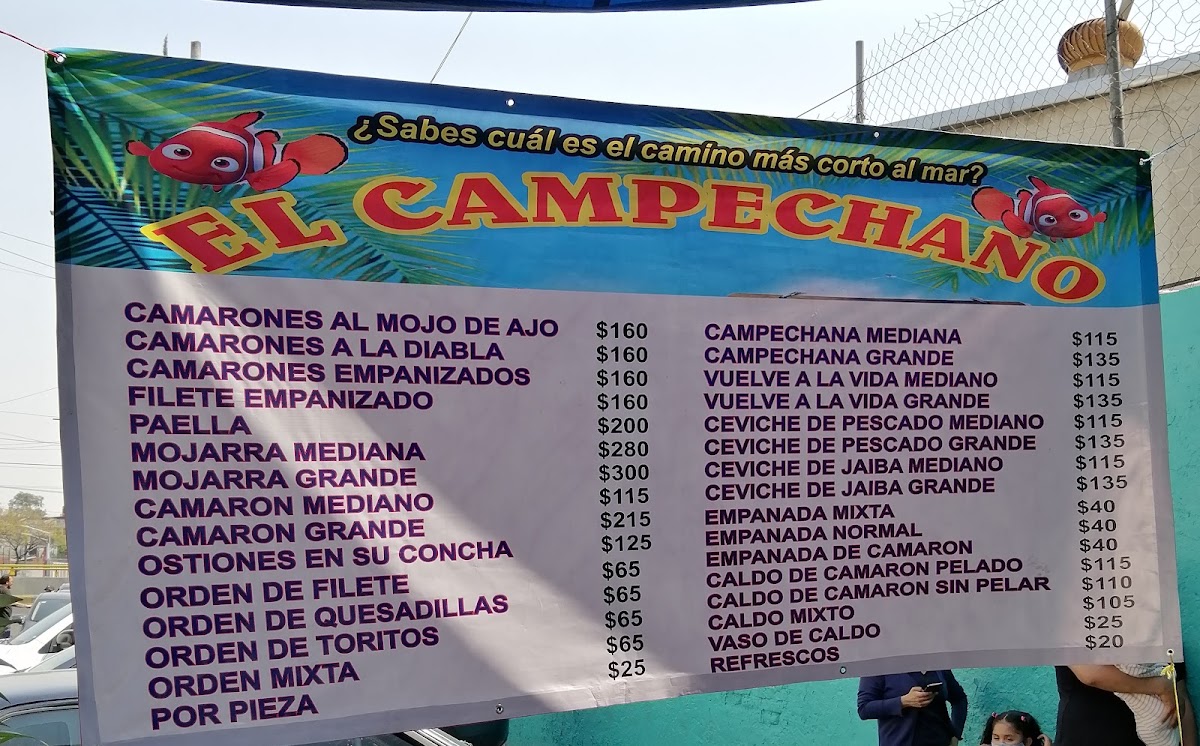 ¿Sabes cuál es el camino más corto al mar?
EL CAMPECHANO
CAMARONES AL MOJO DE AJO $160
CAMARONES A LA DIABLA $160
CAMARONES EMPANIZADOS $160
FILETE EMPANIZADO $160
PAELLA $200
MOJARRA MEDIANA $280
MOJARRA GRANDE $300
CAMARON MEDIANO $115
CAMARON GRANDE $215
OSTIONES EN SU CONCHA $125
ORDEN DE FILETE $65
ORDEN DE QUESADILLAS $65
ORDEN DE TORITOS $65
ORDEN MIXTA $65
POR PIEZA $25
CAMPECHANA MEDIANA $115
CAMPECHANA GRANDE $135
VUELVE A LA VIDA MEDIANO $115
VUELVE A LA VIDA GRANDE $135
CEVICHE DE PESCADO MEDIANO $115
CEVICHE DE PESCADO GRANDE $135
CEVICHE DE JAIBA MEDIANO $115
CEVICHE DE JAIBA GRANDE $135
EMPANADA MIXTA $40
EMPANADA NORMAL $40
EMPANADA DE CAMARON $40
CALDO DE CAMARON PELADO $115
CALDO DE CAMARON SIN PELAR $110
CALDO MIXTO $105
VASO DE CALDO $25
REFRESCOS $20